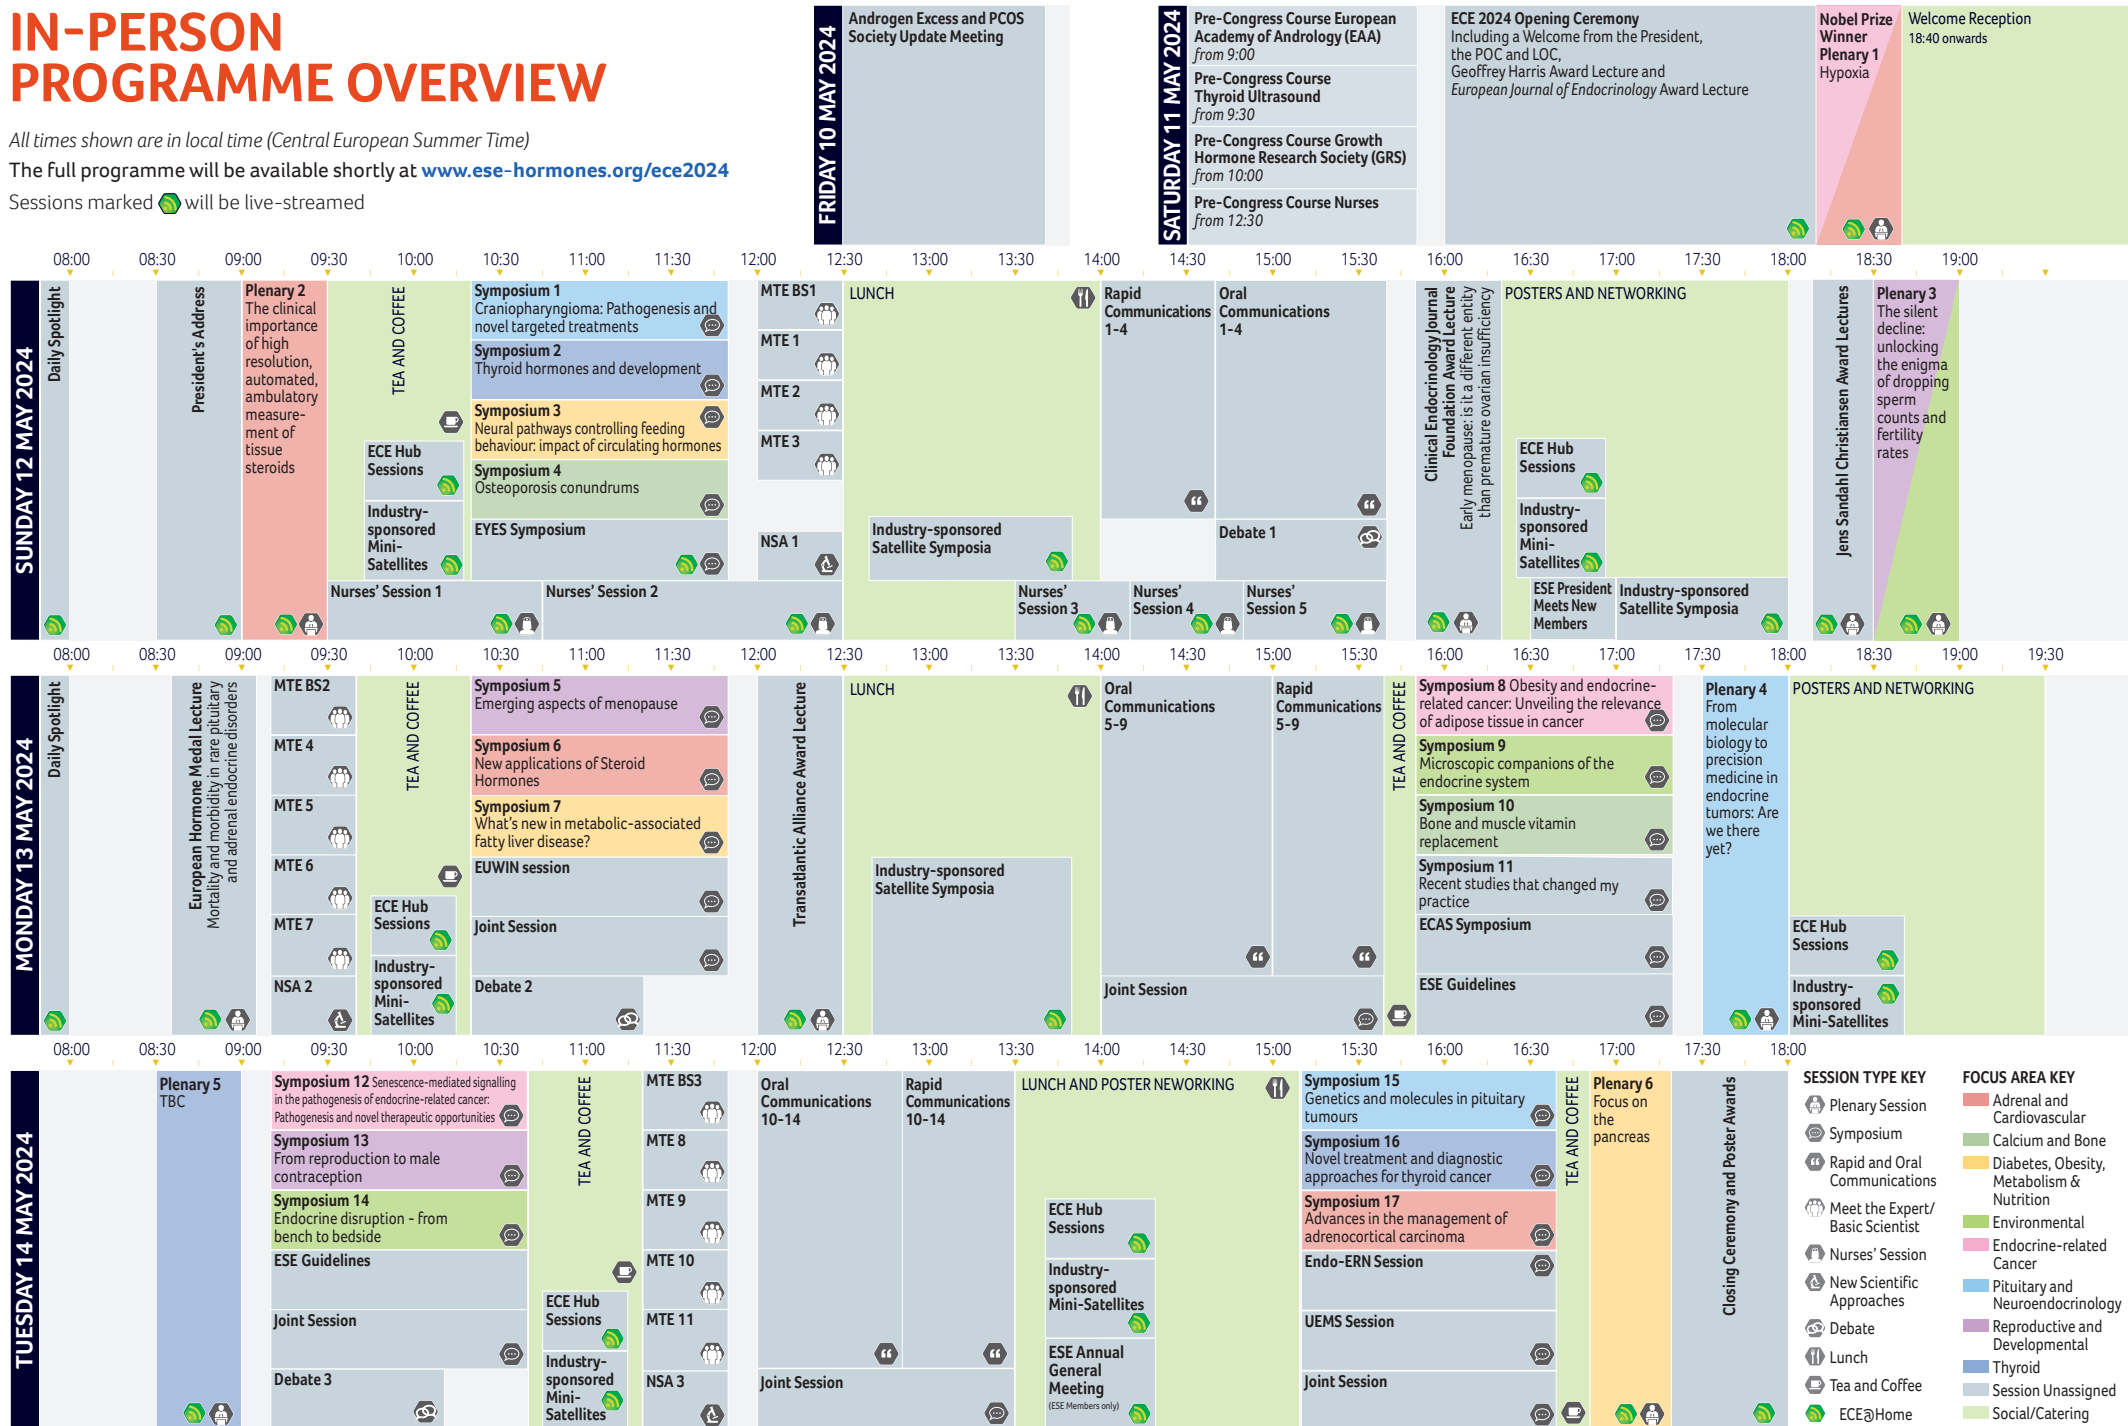 IN-PERSON
PROGRAMME OVERVIEW
All times shown are in local time (Central European Summer Time)
The full programme will be available shortly at www.ese-hormones.org/ece2024
Sessions marked will be live-streamed
FRIDAY 10 MAY 2024
Androgen Excess and PCOS
Society Update Meeting
SATURDAY 11 MAY 2024
Pre-Congress Course European
Academy of Andrology (EAA)
from 9:00
Pre-Congress Course
Thyroid Ultrasound
from 9:30
Pre-Congress Course Growth
Hormone Research Society (GRS)
from 10:00
Pre-Congress Course Nurses
from 12:30
ECE 2024 Opening Ceremony
Including a Welcome from the President,
the POC and LOC,
Geoffrey Harris Award Lecture and
European Journal of Endocrinology Award Lecture
Nobel Prize
Winner
Plenary 1
Hypoxia
Welcome Reception
18:40 onwards
08:00 08:30 09:00 09:30 10:00 10:30 11:00 11:30 12:00 12:30 13:00 13:30 14:00 14:30 15:00 15:30 16:00 16:30 17:00 17:30 18:00 18:30 19:00
SUNDAY 12 MAY 2024
Daily Spotlight
President's Address
Plenary 2
The clinical
importance
of high
resolution,
automated,
ambulatory
measure-
ment of
tissue
steroids
TEA AND COFFEE
ECE Hub
Sessions
Industry-
sponsored
Mini-
Satellites
Symposium 1
Craniopharyngioma: Pathogenesis and
novel targeted treatments
Symposium 2
Thyroid hormones and development
Symposium 3
Neural pathways controlling feeding
behaviour: impact of circulating hormones
Symposium 4
Osteoporosis conundrums
EYES Symposium
Nurses' Session 1
Nurses' Session 2
MTE BS1
MTE 1
MTE 2
MTE 3
NSA 1
LUNCH
Industry-sponsored
Satellite Symposia
Nurses'
Session 3
Nurses'
Session 4
Nurses'
Session 5
Rapid
Communications
1-4
Oral
Communications
1-4
Debate 1
Clinical Endocrinology Journal
Foundation Award Lecture
Early menopause: is it a different entity
than premature ovarian insufficiency
POSTERS AND NETWORKING
ECE Hub
Sessions
Industry-
sponsored
Mini-
Satellites
ESE President
Meets New
Members
Industry-sponsored
Satellite Symposia
Jens Sandahl Christiansen Award Lectures
Plenary 3
The silent
decline:
unlocking
the enigma
of dropping
sperm
counts and
fertility
rates
08:00 08:30 09:00 09:30 10:00 10:30 11:00 11:30 12:00 12:30 13:00 13:30 14:00 14:30 15:00 15:30 16:00 16:30 17:00 17:30 18:00 18:30 19:00 19:30
MONDAY 13 MAY 2024
Daily Spotlight
European Hormone Medal Lecture
Mortality and morbidity in rare pituitary
and adrenal endocrine disorders
MTE BS2
MTE 4
MTE 5
MTE 6
MTE 7
NSA 2
TEA AND COFFEE
ECE Hub
Sessions
Industry-
sponsored
Mini-
Satellites
Symposium 5
Emerging aspects of menopause
Symposium 6
New applications of Steroid
Hormones
Symposium 7
What's new in metabolic-associated
fatty liver disease?
EUWIN session
Joint Session
Debate 2
Transatlantic Alliance Award Lecture
LUNCH
Industry-sponsored
Satellite Symposia
Oral
Communications
5-9
Rapid
Communications
5-9
Joint Session
TEA AND COFFEE
Symposium 8 Obesity and endocrine-
related cancer: Unveiling the relevance
of adipose tissue in cancer
Symposium 9
Microscopic companions of the
endocrine system
Symposium 10
Bone and muscle vitamin
replacement
Symposium 11
Recent studies that changed my
practice
ECAS Symposium
ESE Guidelines
Plenary 4
From
molecular
biology to
precision
medicine in
endocrine
tumors: Are
we there
yet?
POSTERS AND NETWORKING
ECE Hub
Sessions
Industry-
sponsored
Mini-Satellites
08:00 08:30 09:00 09:30 10:00 10:30 11:00 11:30 12:00 12:30 13:00 13:30 14:00 14:30 15:00 15:30 16:00 16:30 17:00 17:30 18:00
TUESDAY 14 MAY 2024
Plenary 5
TBC
Symposium 12 Senescence-mediated signalling
in the pathogenesis of endocrine-related cancer:
Pathogenesis and novel therapeutic opportunities
Symposium 13
From reproduction to male
contraception
Symposium 14
Endocrine disruption - from
bench to bedside
ESE Guidelines
Joint Session
Debate 3
TEA AND COFFEE
ECE Hub
Sessions
Industry-
sponsored
Mini-
Satellites
MTE BS3
MTE 8
MTE 9
MTE 10
MTE 11
NSA 3
Oral
Communications
10-14
Rapid
Communications
10-14
Joint Session
LUNCH AND POSTER NEWORKING
ECE Hub
Sessions
Industry-
sponsored
Mini-Satellites
ESE Annual
General
Meeting
(ESE Members only)
Symposium 15
Genetics and molecules in pituitary
tumours
Symposium 16
Novel treatment and diagnostic
approaches for thyroid cancer
Symposium 17
Advances in the management of
adrenocortical carcinoma
Endo-ERN Session
UEMS Session
Joint Session
TEA AND COFFEE
Plenary 6
Focus on
the
pancreas
Closing Ceremony and Poster Awards
SESSION TYPE KEY
Plenary Session
Symposium
Rapid and Oral
Communications
Meet the Expert/
Basic Scientist
Nurses' Session
New Scientific
Approaches
Debate
Lunch
Tea and Coffee
ECE@Home
FOCUS AREA KEY
Adrenal and
Cardiovascular
Calcium and Bone
Diabetes, Obesity,
Metabolism &
Nutrition
Environmental
Endocrine-related
Cancer
Pituitary and
Neuroendocrinology
Reproductive and
Developmental
Thyroid
Session Unassigned
Social/Catering